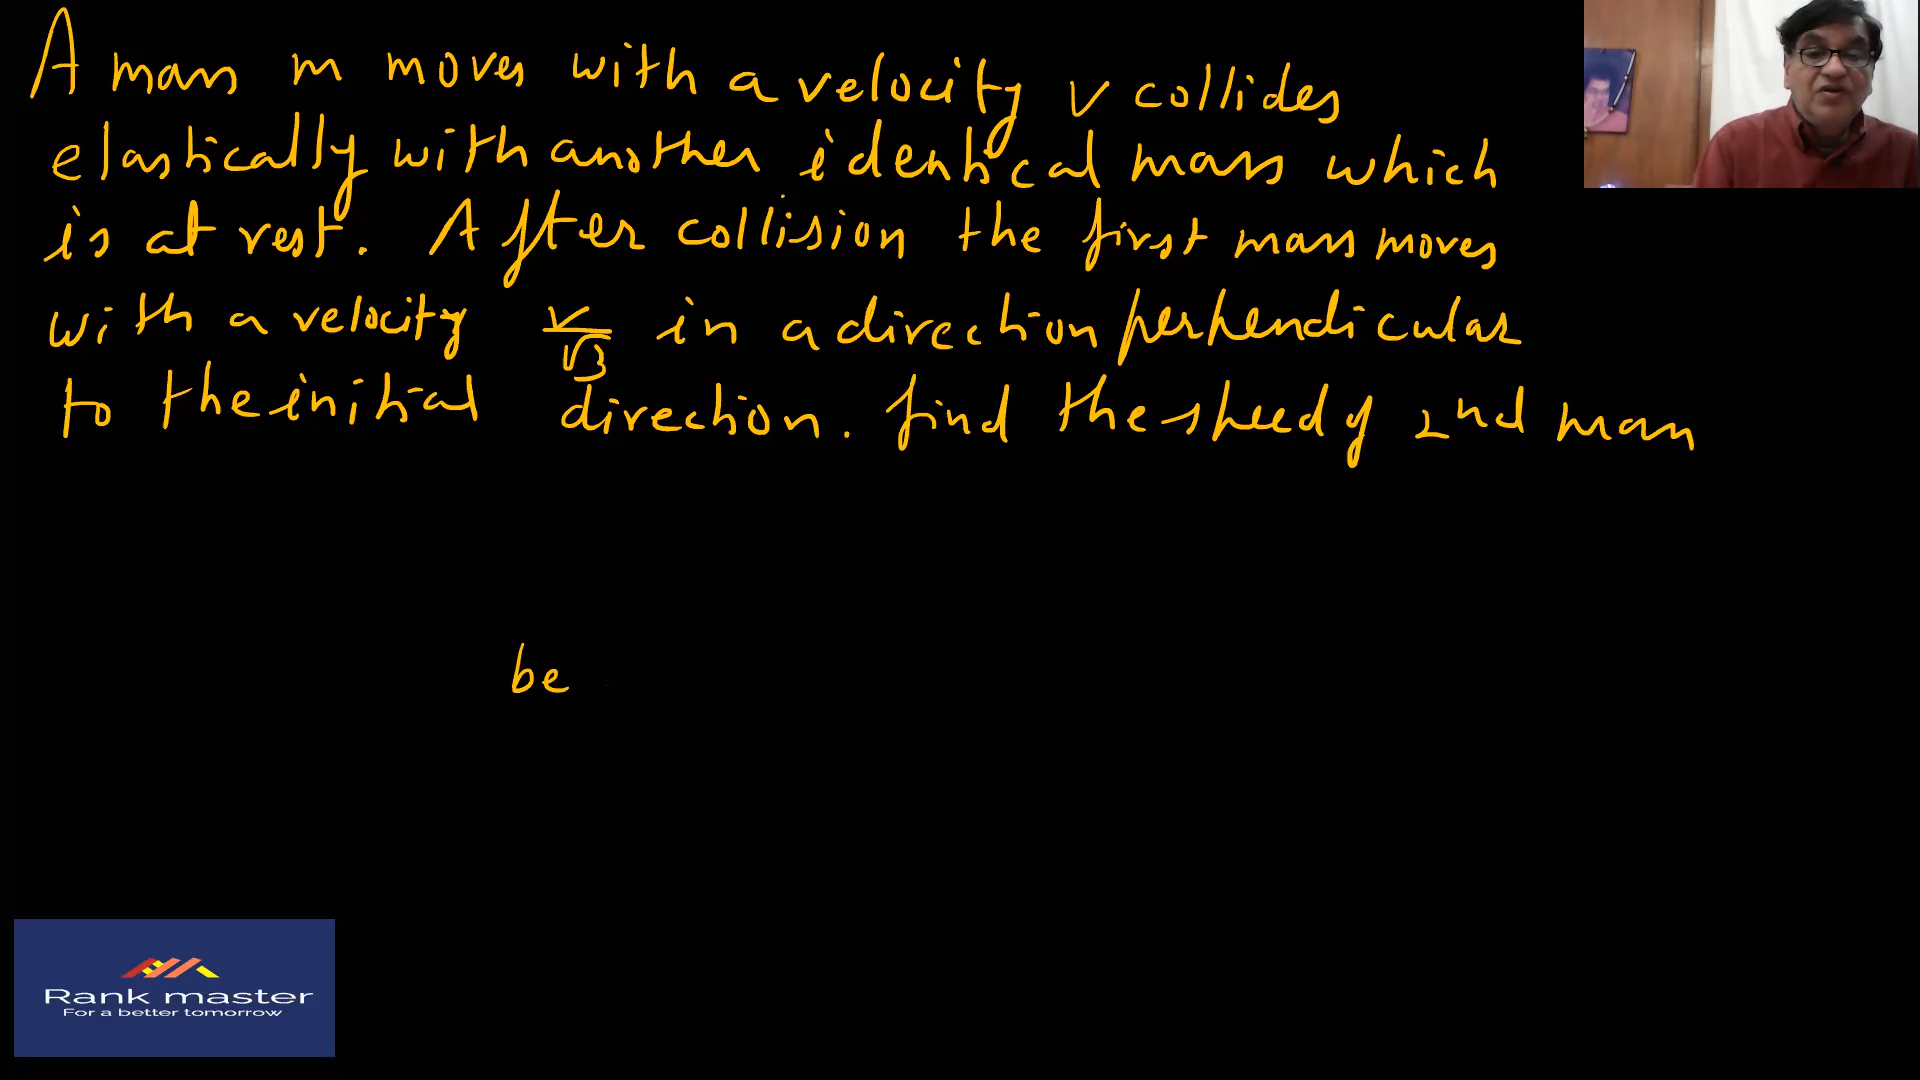 A mass m moves with a velocity v collides
elastically with another identical mass which
is at rest. After collision the first mass moves
with a velocity v/√3 in a direction perpendicular
to the initial direction. find the speed of 2nd mass
be
Rank master
For a better tomorrow